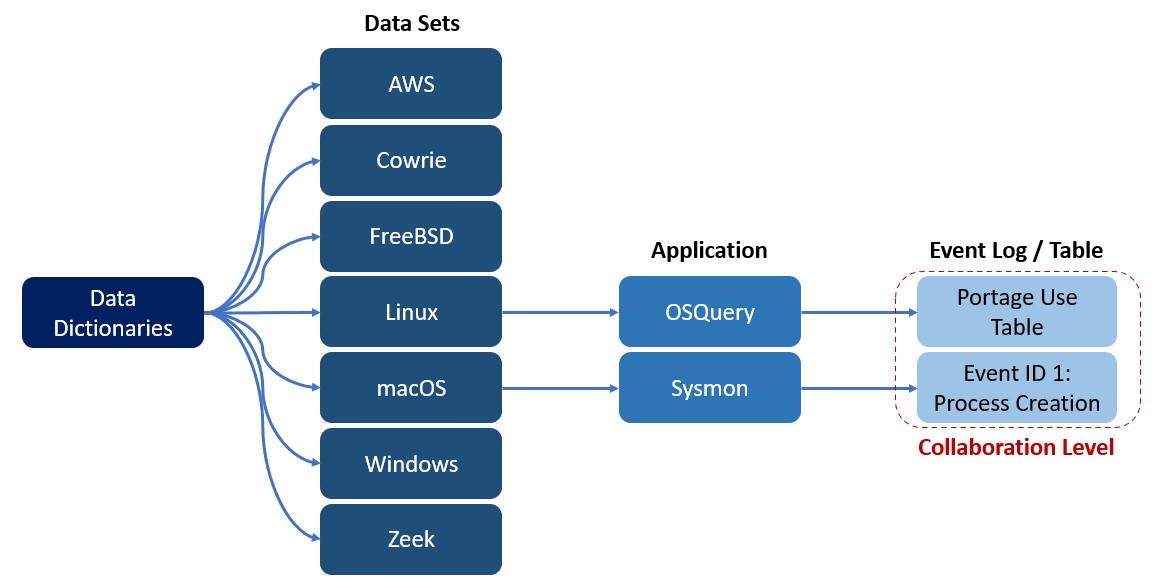 Data Sets
AWS
Cowrie
FreeBSD
Application
Event Log / Table
Data
Dictionaries
Linux
OSQuery
Portage Use
Table
macOS
Sysmon
Event ID 1:
Process Creation
Collaboration Level
Windows
Zeek